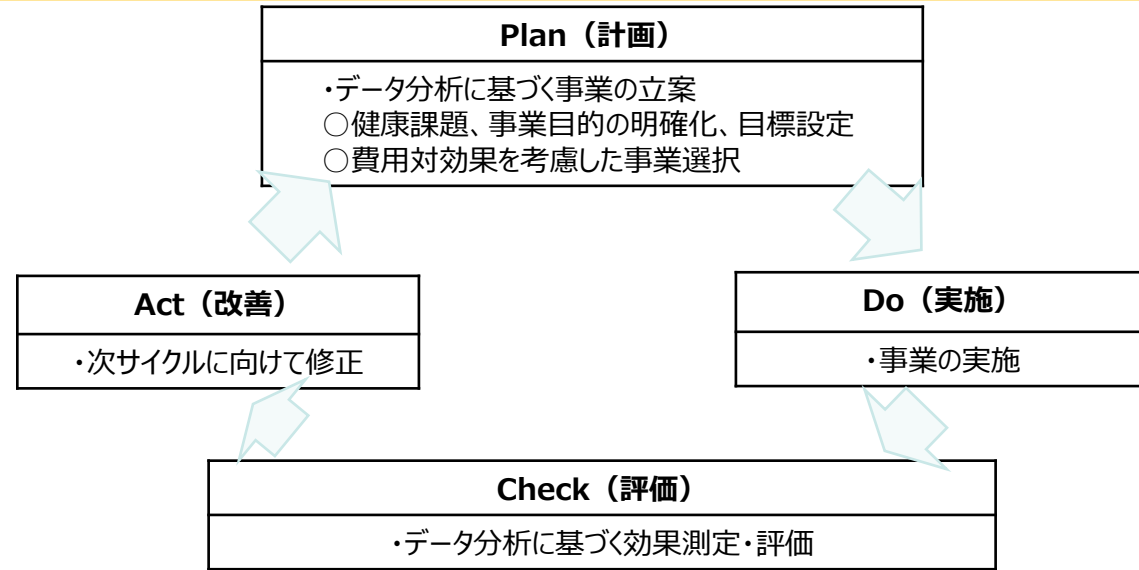 Plan（計画）
・データ分析に基づく事業の立案
○健康課題、事業目的の明確化、目標設定
○費用対効果を考慮した事業選択
Act（改善）
・次サイクルに向けて修正
Do（実施）
・事業の実施
Check（評価）
・データ分析に基づく効果測定・評価